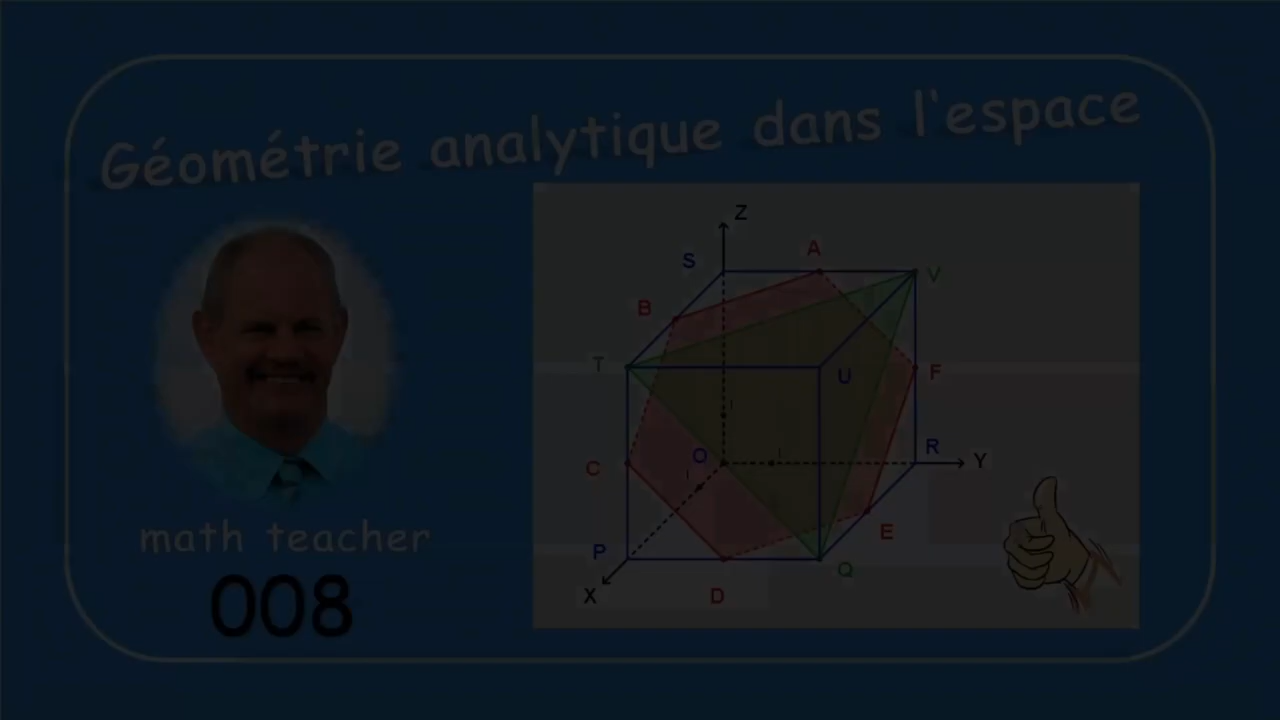 Géométrie analytique dans l'espace
Z
S
A
V
B
T
U
F
O
R
Y
C
P
E
Q
X
D
math teacher
008